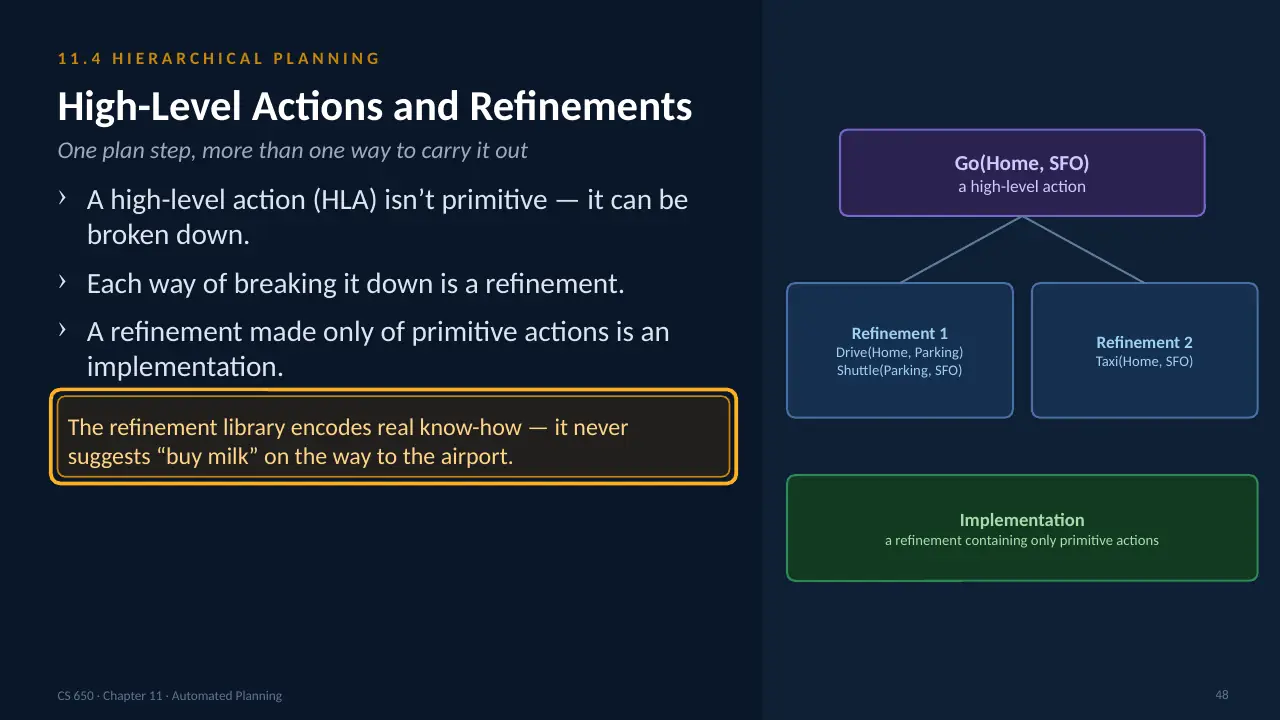 11.4 HIERARCHICAL PLANNING
High-Level Actions and Refinements
One plan step, more than one way to carry it out
› A high-level action (HLA) isn’t primitive — it can be
broken down.
› Each way of breaking it down is a refinement.
› A refinement made only of primitive actions is an
implementation.
The refinement library encodes real know-how — it never
suggests “buy milk” on the way to the airport.
Go(Home, SFO)
a high-level action
Refinement 1
Drive(Home, Parking)
Shuttle(Parking, SFO)
Refinement 2
Taxi(Home, SFO)
Implementation
a refinement containing only primitive actions
CS 650 · Chapter 11 · Automated Planning
48